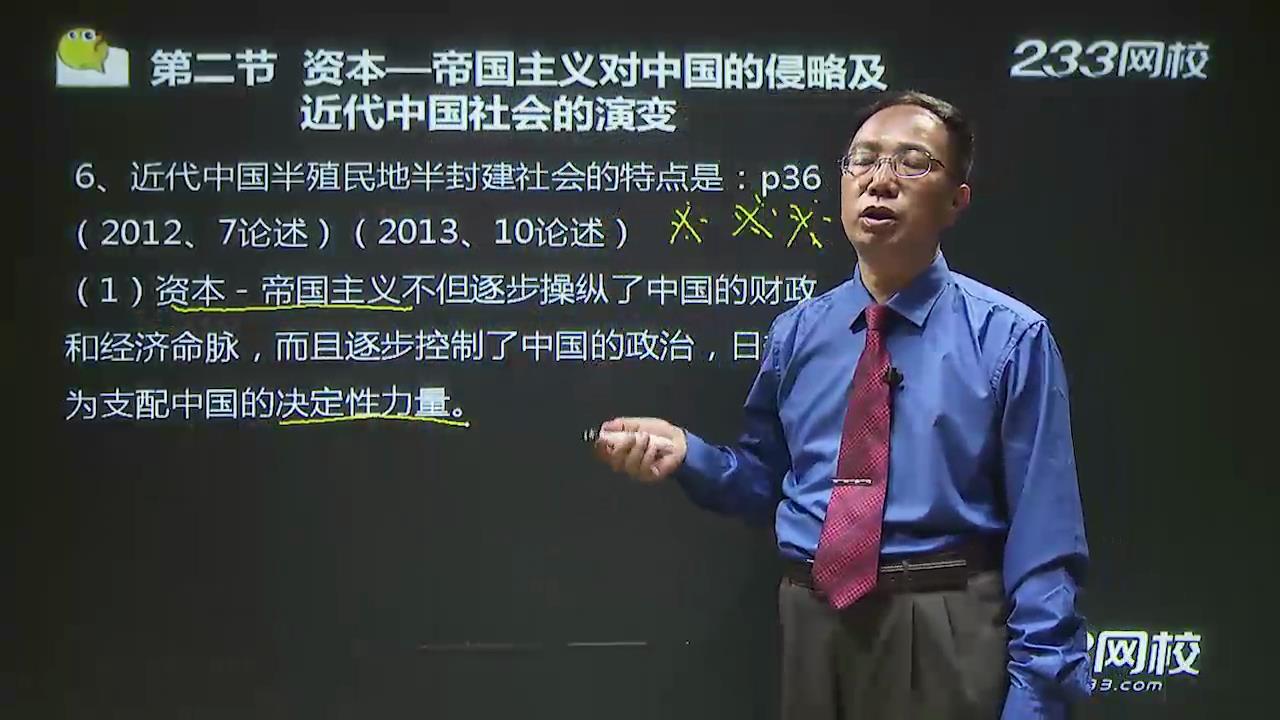 第二节 资本—帝国主义对中国的侵略及
近代中国社会的演变
233网校
6、近代中国半殖民地半封建社会的特点是：p36
（2012、7论述）（2013、10论述）
（1）资本－帝国主义不但逐步操纵了中国的财政
和经济命脉，而且逐步控制了中国的政治，日
为支配中国的决定性力量。
网校
33.com